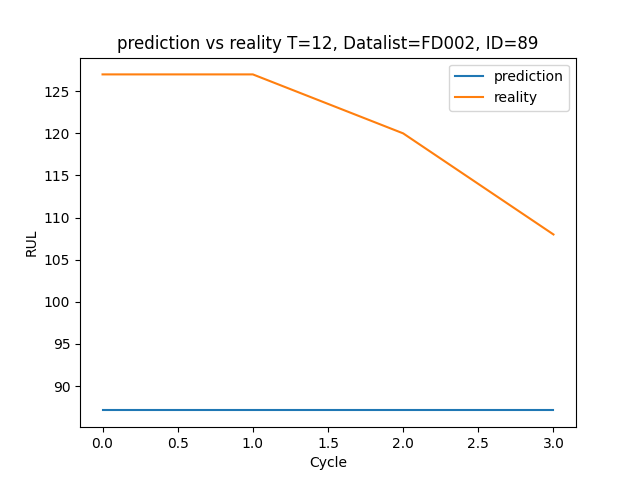 prediction vs reality T=12, Datalist=FD002, ID=89
prediction
reality
125
120
115
110
105
100
95
90
RUL
0.0 0.5 1.0 1.5 2.0 2.5 3.0
Cycle